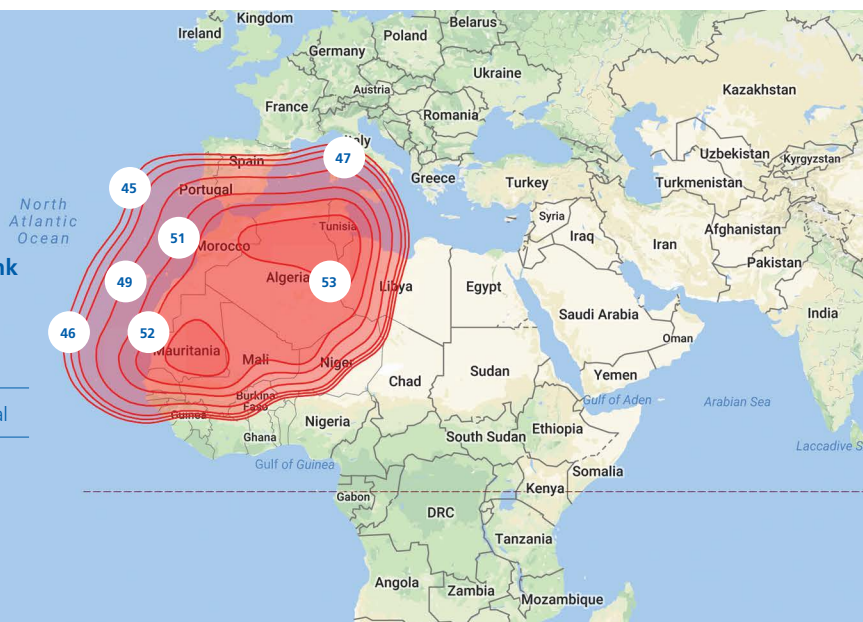 Kingdom
Ireland
Belarus
Poland
Germany
Ukraine
Kazakhstan
Austria
France
Romania
Italy
47
Uzbekistan
Kyrgyzstan
Spain
Greece
Turkey
Turkmenistan
45
Portugal
North
Atlantic
Ocean
Syria
Tunisia
Afghanistan
51
Morocco
Iraq
Iran
nk
Pakistan
49
Algeria
53
Libya
Egypt
Saudi Arabia
India
46
52
Oman
Mauritania
Mali
Niger
Sudan
Yemen
Chad
Burkina
Faso
Gulf of Aden
Arabian Sea
al
Guinea
Nigeria
Ethiopia
Ghana
South Sudan
Laccadive S
Gulf of Guinea
Somalia
Kenya
Gabon
DRC
Tanzania
Angola
Zambia
Mozambique